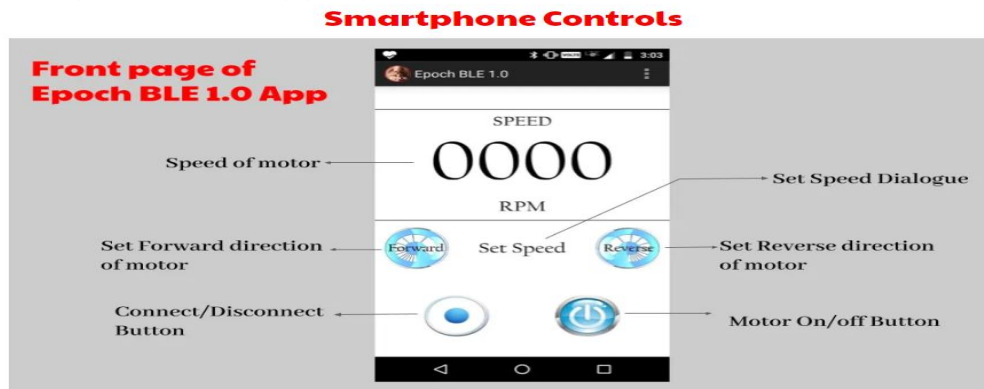 Smartphone Controls
Front page of
Epoch BLE 1.0 App
3:03
Epoch BLE 1.0
SPEED
0000
RPM
Speed of motor
Set Speed Dialogue
Forward
Set Speed
Reverse
Set Forward direction
of motor
Set Reverse direction
of motor
Connect/Disconnect
Button
Motor On/off Button